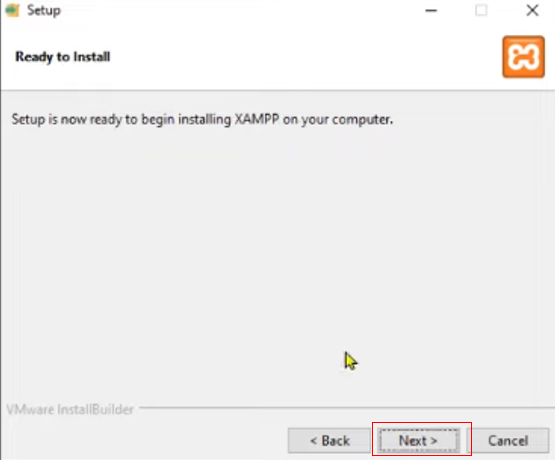 Setup
Ready to Install
Setup is now ready to begin installing XAMPP on your computer.
VMware InstallBuilder
< Back
Next >
Cancel